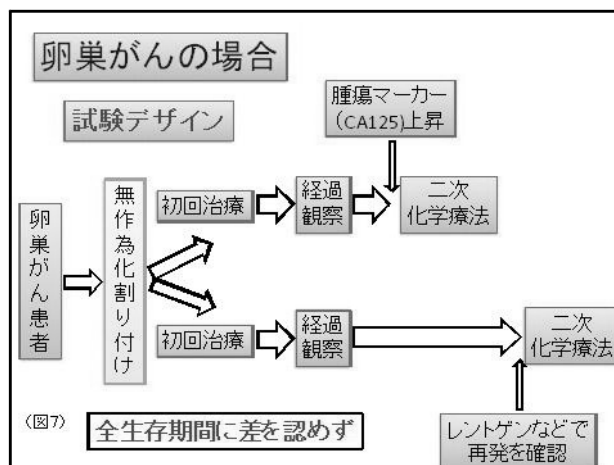 卵巣がんの場合
試験デザイン
腫瘍マーカー
(CA125)上昇
卵巣がん患者
無作為化割り付け
初回治療
経過
観察
二次
化学療法
初回治療
経過
観察
二次
化学療法
レントゲンなどで
再発を確認
(図7)
全生存期間に差を認めず